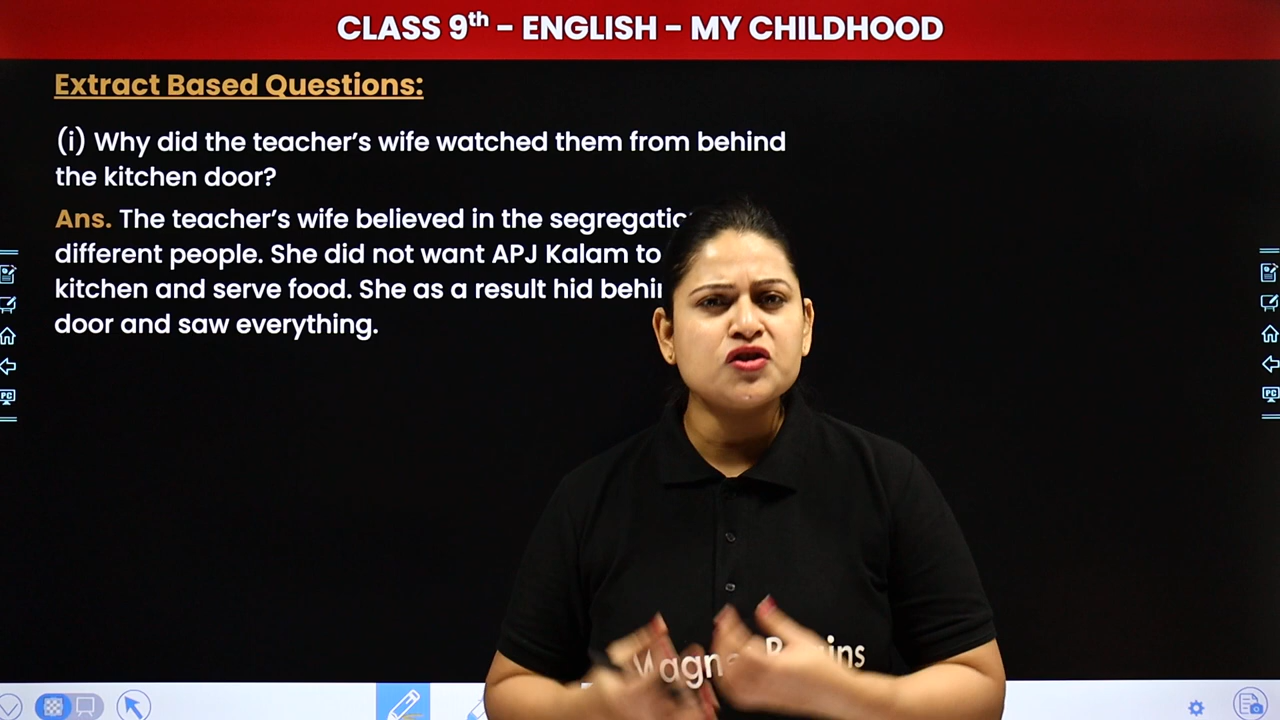 CLASS 9th - ENGLISH - MY CHILDHOOD
Extract Based Questions:
(i) Why did the teacher's wife watched them from behind
the kitchen door?
Ans. The teacher's wife believed in the
different people. She did not want APJ Kalam to
kitchen and serve food. She as a result hid
door and saw everything.
PC
PC